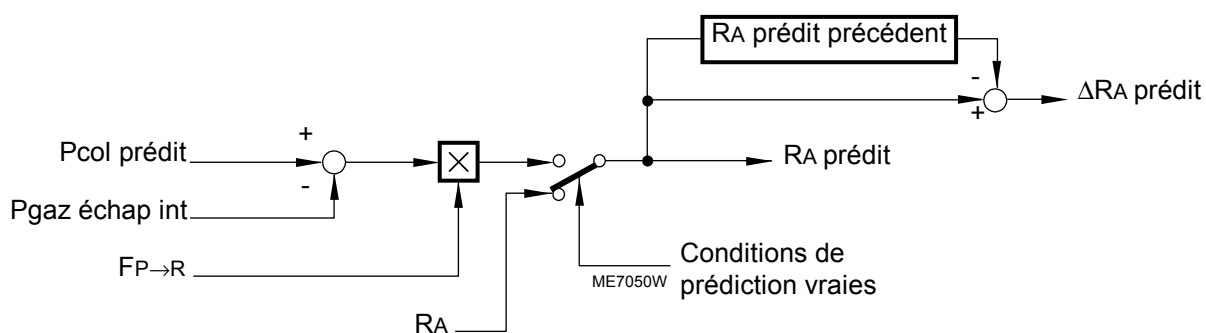 RA prédit précédent
-
+
ΔRA prédit
+
Pcol prédit
-
×
RA prédit
Pgaz échap int
FP→R
Conditions de
prédiction vraies
ME7050W
RA